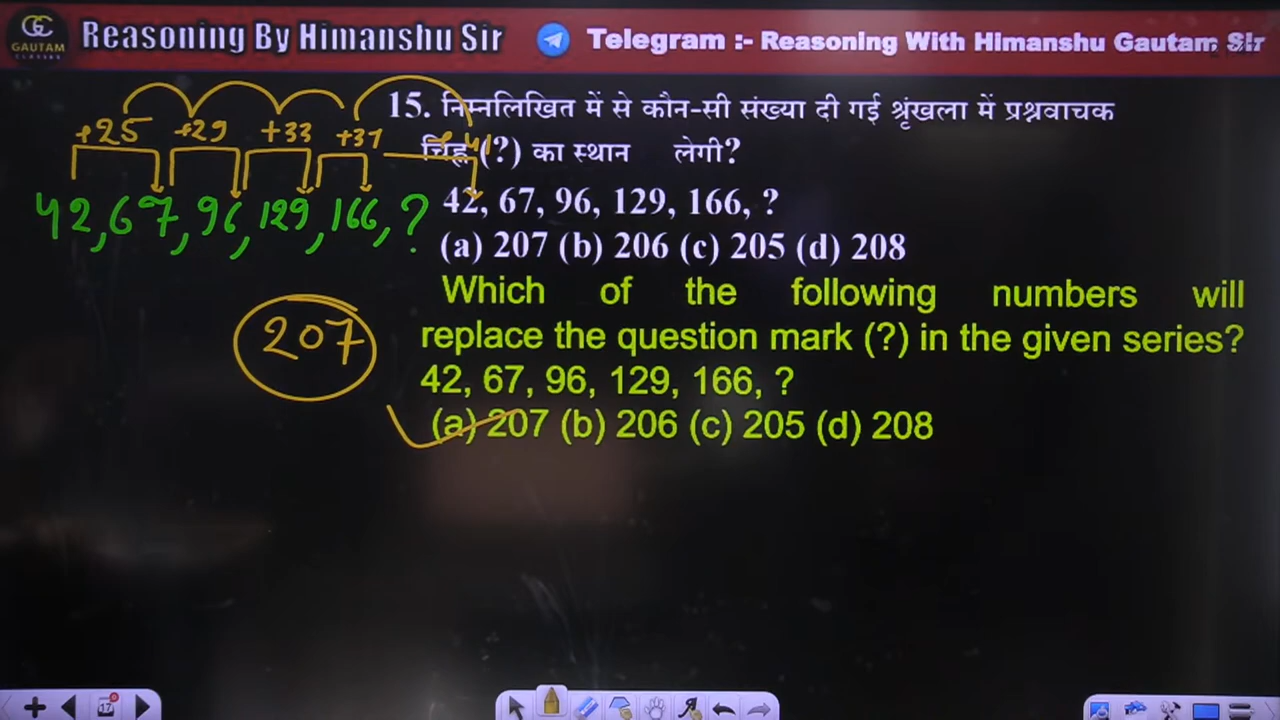 GC
GAUTAM
CLASSES
Reasoning By Himanshu Sir
Telegram :- Reasoning With Himanshu Gautam Sir
15. निम्नलिखित में से कौन-सी संख्या दी गई श्रृंखला में प्रश्नवाचक
चिह्न (?) का स्थान लेगी?
42, 67, 96, 129, 166, ?
(a) 207 (b) 206 (c) 205 (d) 208
Which of the following numbers will
replace the question mark (?) in the given series?
42, 67, 96, 129, 166, ?
(a) 207 (b) 206 (c) 205 (d) 208
+25 +29 +33 +37 +41
42, 67, 96, 129, 166, ?
207
17